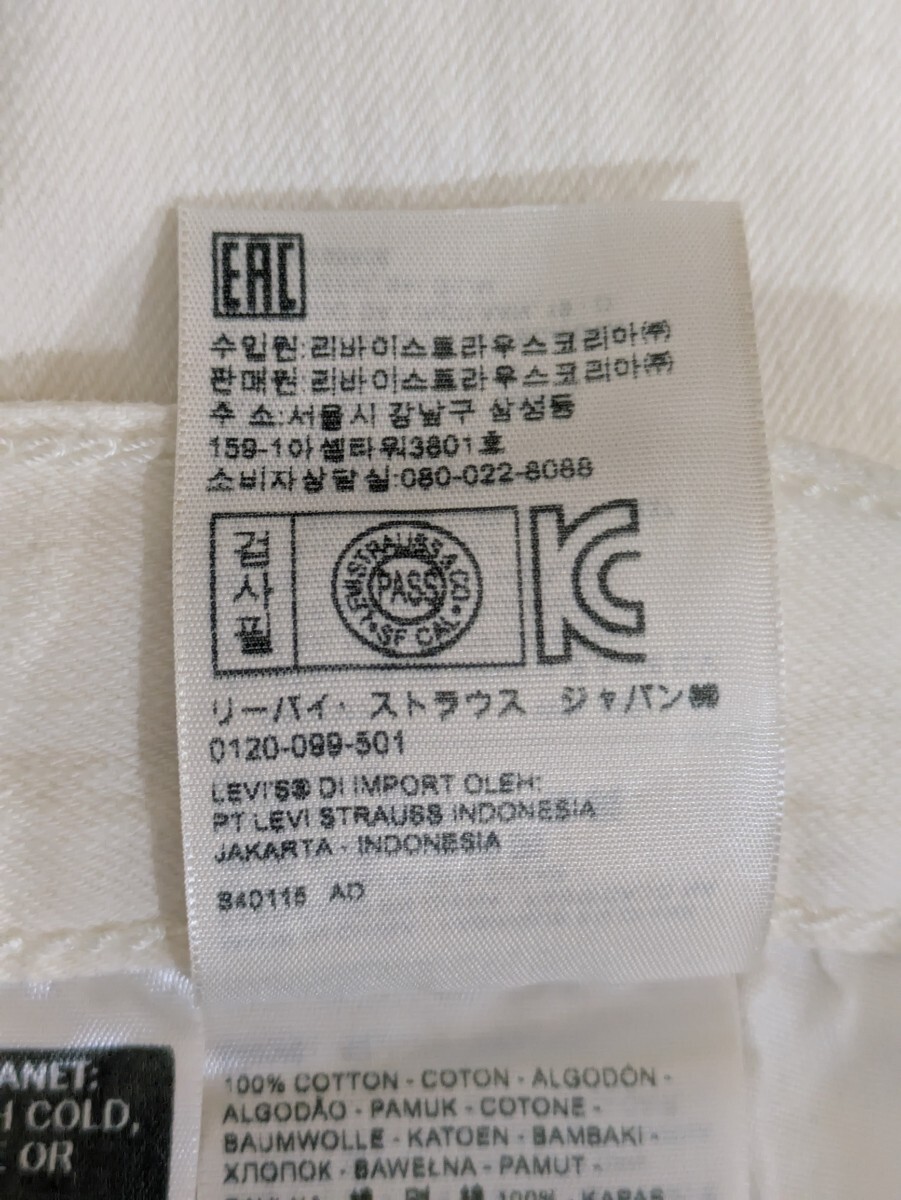 EAC
수입원:리바이스트라우스코리아㈜
판매원:리바이스트라우스코리아㈜
주 소:서울시 강남구 삼성동
159-1아셈타워3801호
소비자상담실:080-022-8088
검사필
LEVI STRAUSS & CO
PASS
SF CAL
KC
リーバイ・ストラウス ジャパン㈱
0120-099-501
LEVI'S® DI IMPORT OLEH:
PT LEVI STRAUSS INDONESIA
JAKARTA - INDONESIA
S40115 AD
ANET:
H COLD,
E OR
100% COTTON - COTON - ALGODÓN -
ALGODÃO - PAMUK - COTONE -
BAUMWOLLE - KATOEN - BAMBAKI -
ХЛОПОК - BAWEŁNA - PAMUT -